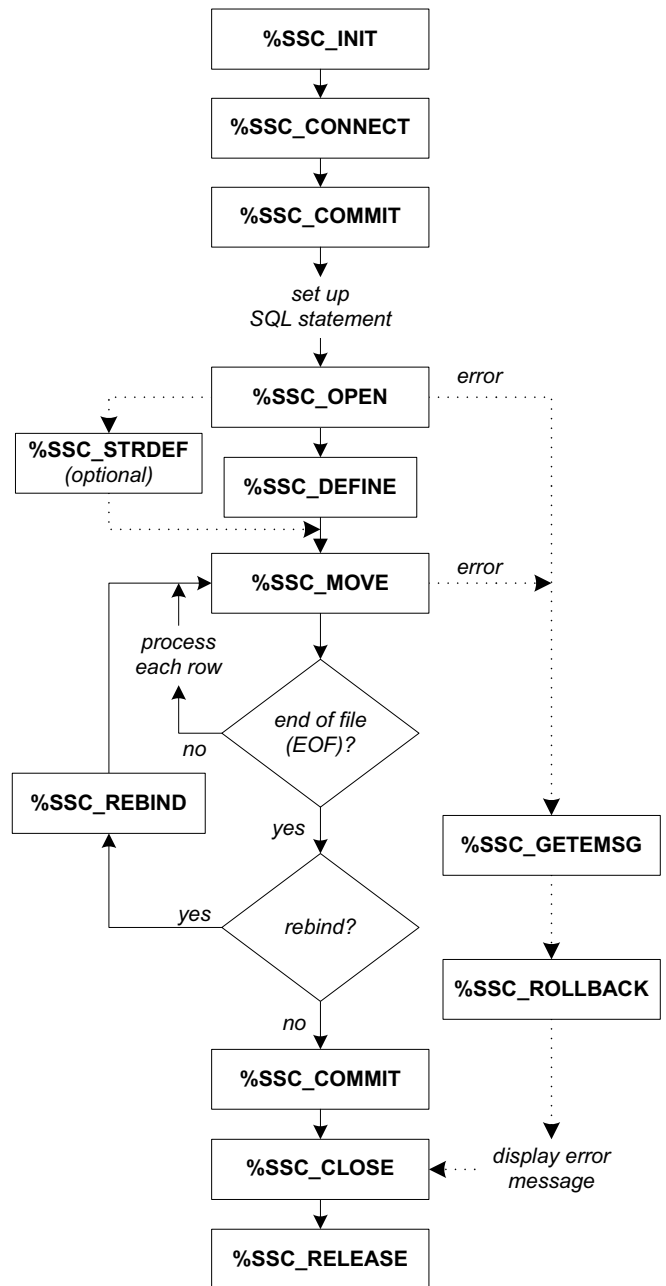 %SSC_INIT
%SSC_CONNECT
%SSC_COMMIT
set up
SQL statement
%SSC_OPEN
error
%SSC_STRDEF
(optional)
%SSC_DEFINE
%SSC_MOVE
error
process
each row
end of file
(EOF)?
no
%SSC_REBIND
yes
%SSC_GETEMSG
yes
rebind?
%SSC_ROLLBACK
no
%SSC_COMMIT
%SSC_CLOSE
display error
message
%SSC_RELEASE